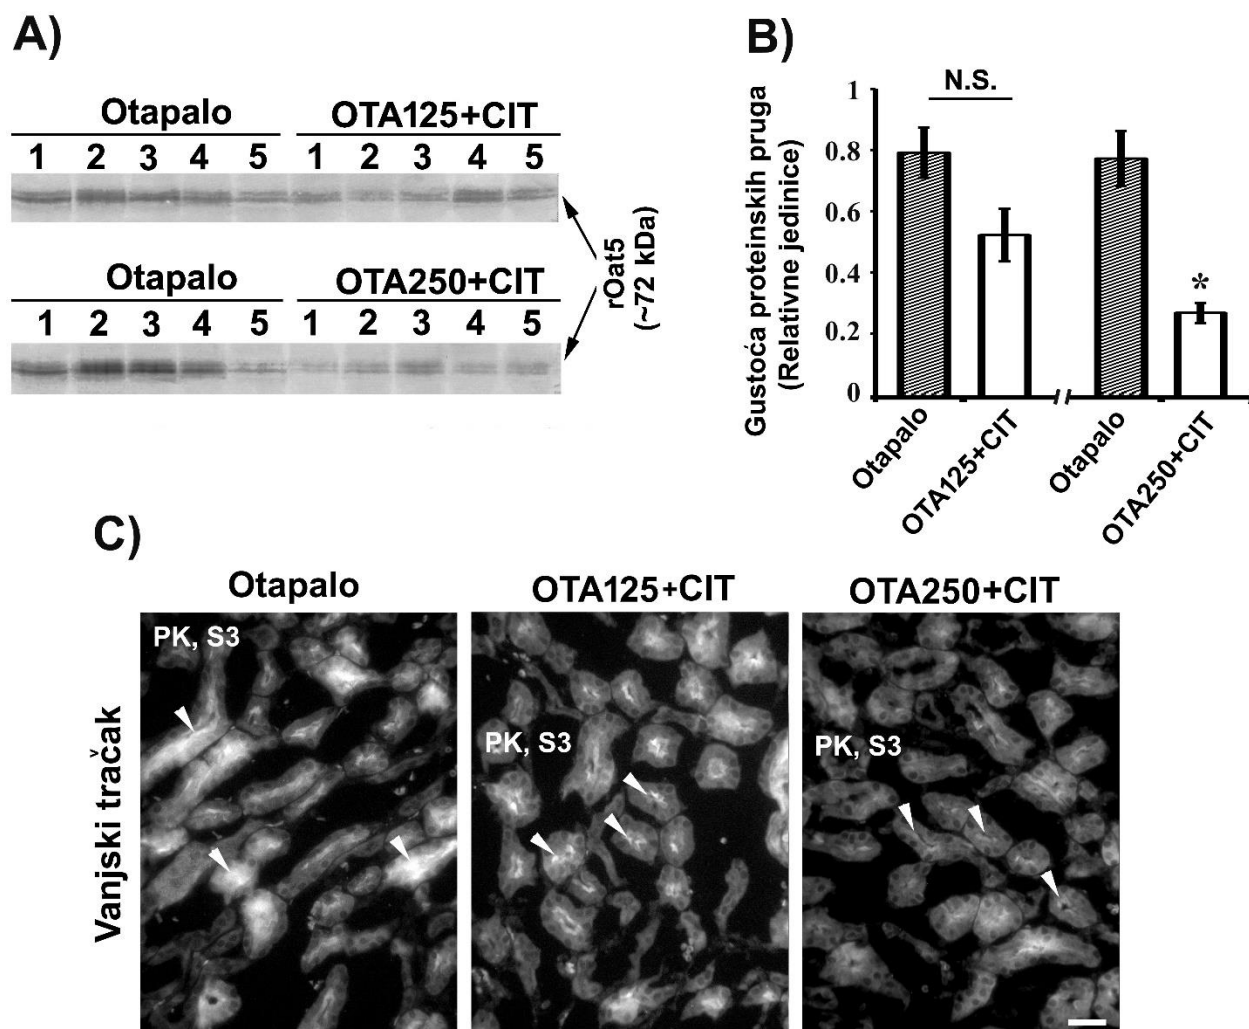 A)
Otapalo OTA125+CIT
1 2 3 4 5 1 2 3 4 5
Otapalo OTA250+CIT
1 2 3 4 5 1 2 3 4 5
rOat5
(~72 kDa)
B)
N.S.
Gustoća proteinskih pruga
(Relativne jedinice)
1
0.8
0.6
0.4
0.2
0
*
Otapalo
OTA125+CIT
Otapalo
OTA250+CIT
C)
Otapalo OTA125+CIT OTA250+CIT
Vanjski tračak
PK, S3
PK, S3
PK, S3